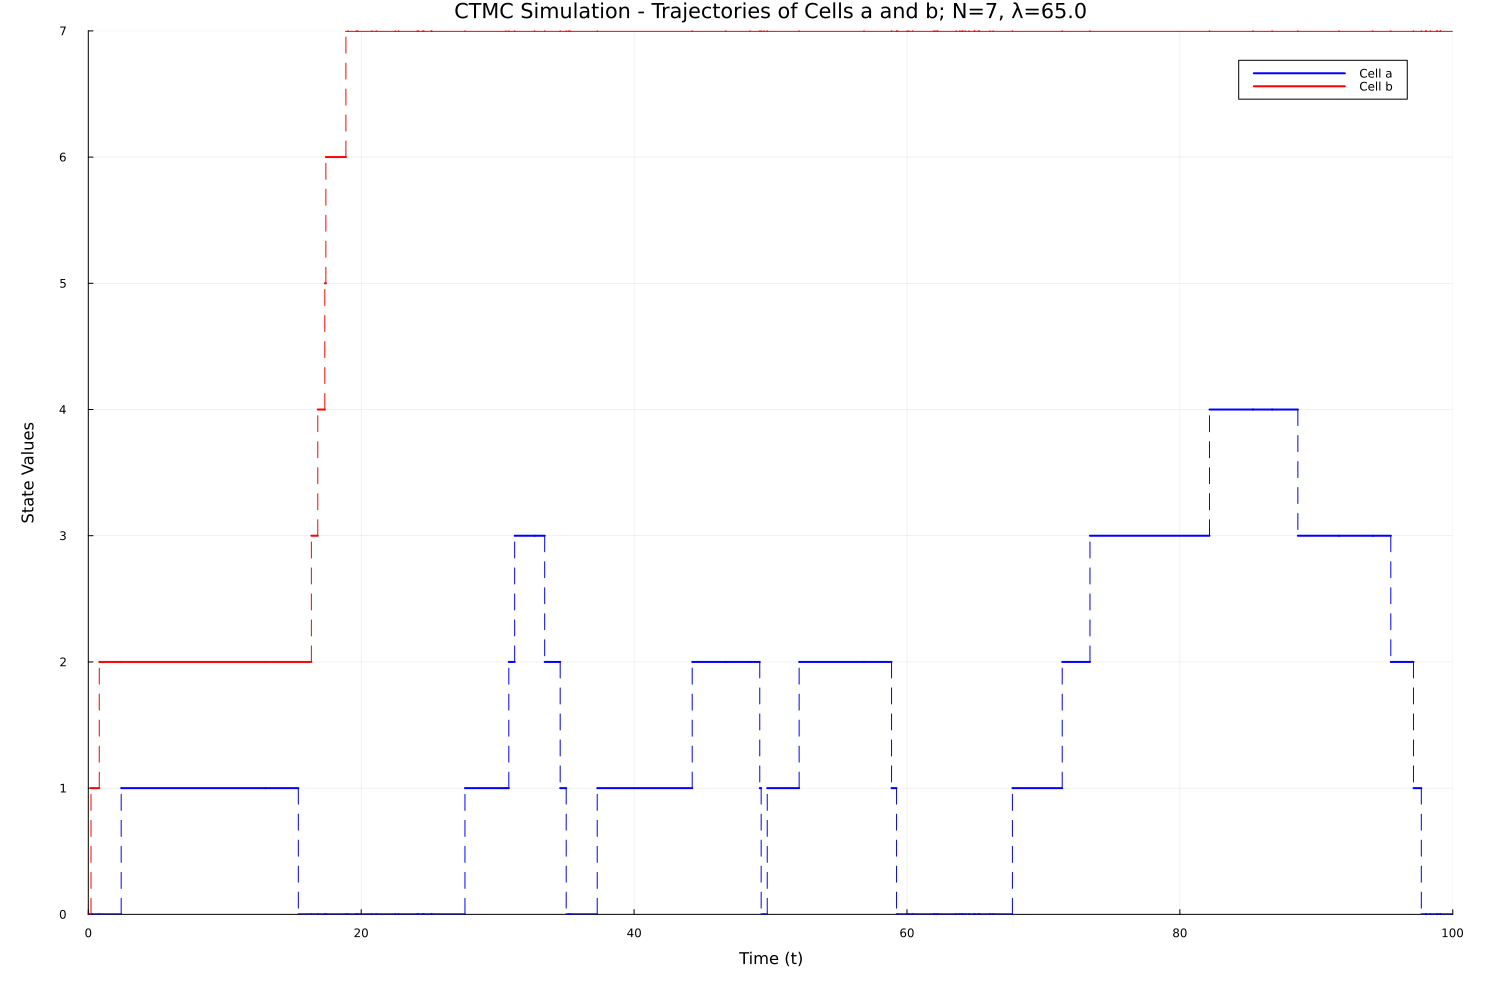 CTMC Simulation - Trajectories of Cells a and b; N=7, λ=65.0
7
Cell a
Cell b
6
5
4
State Values
3
2
1
0
0 20 40 60 80 100
Time (t)